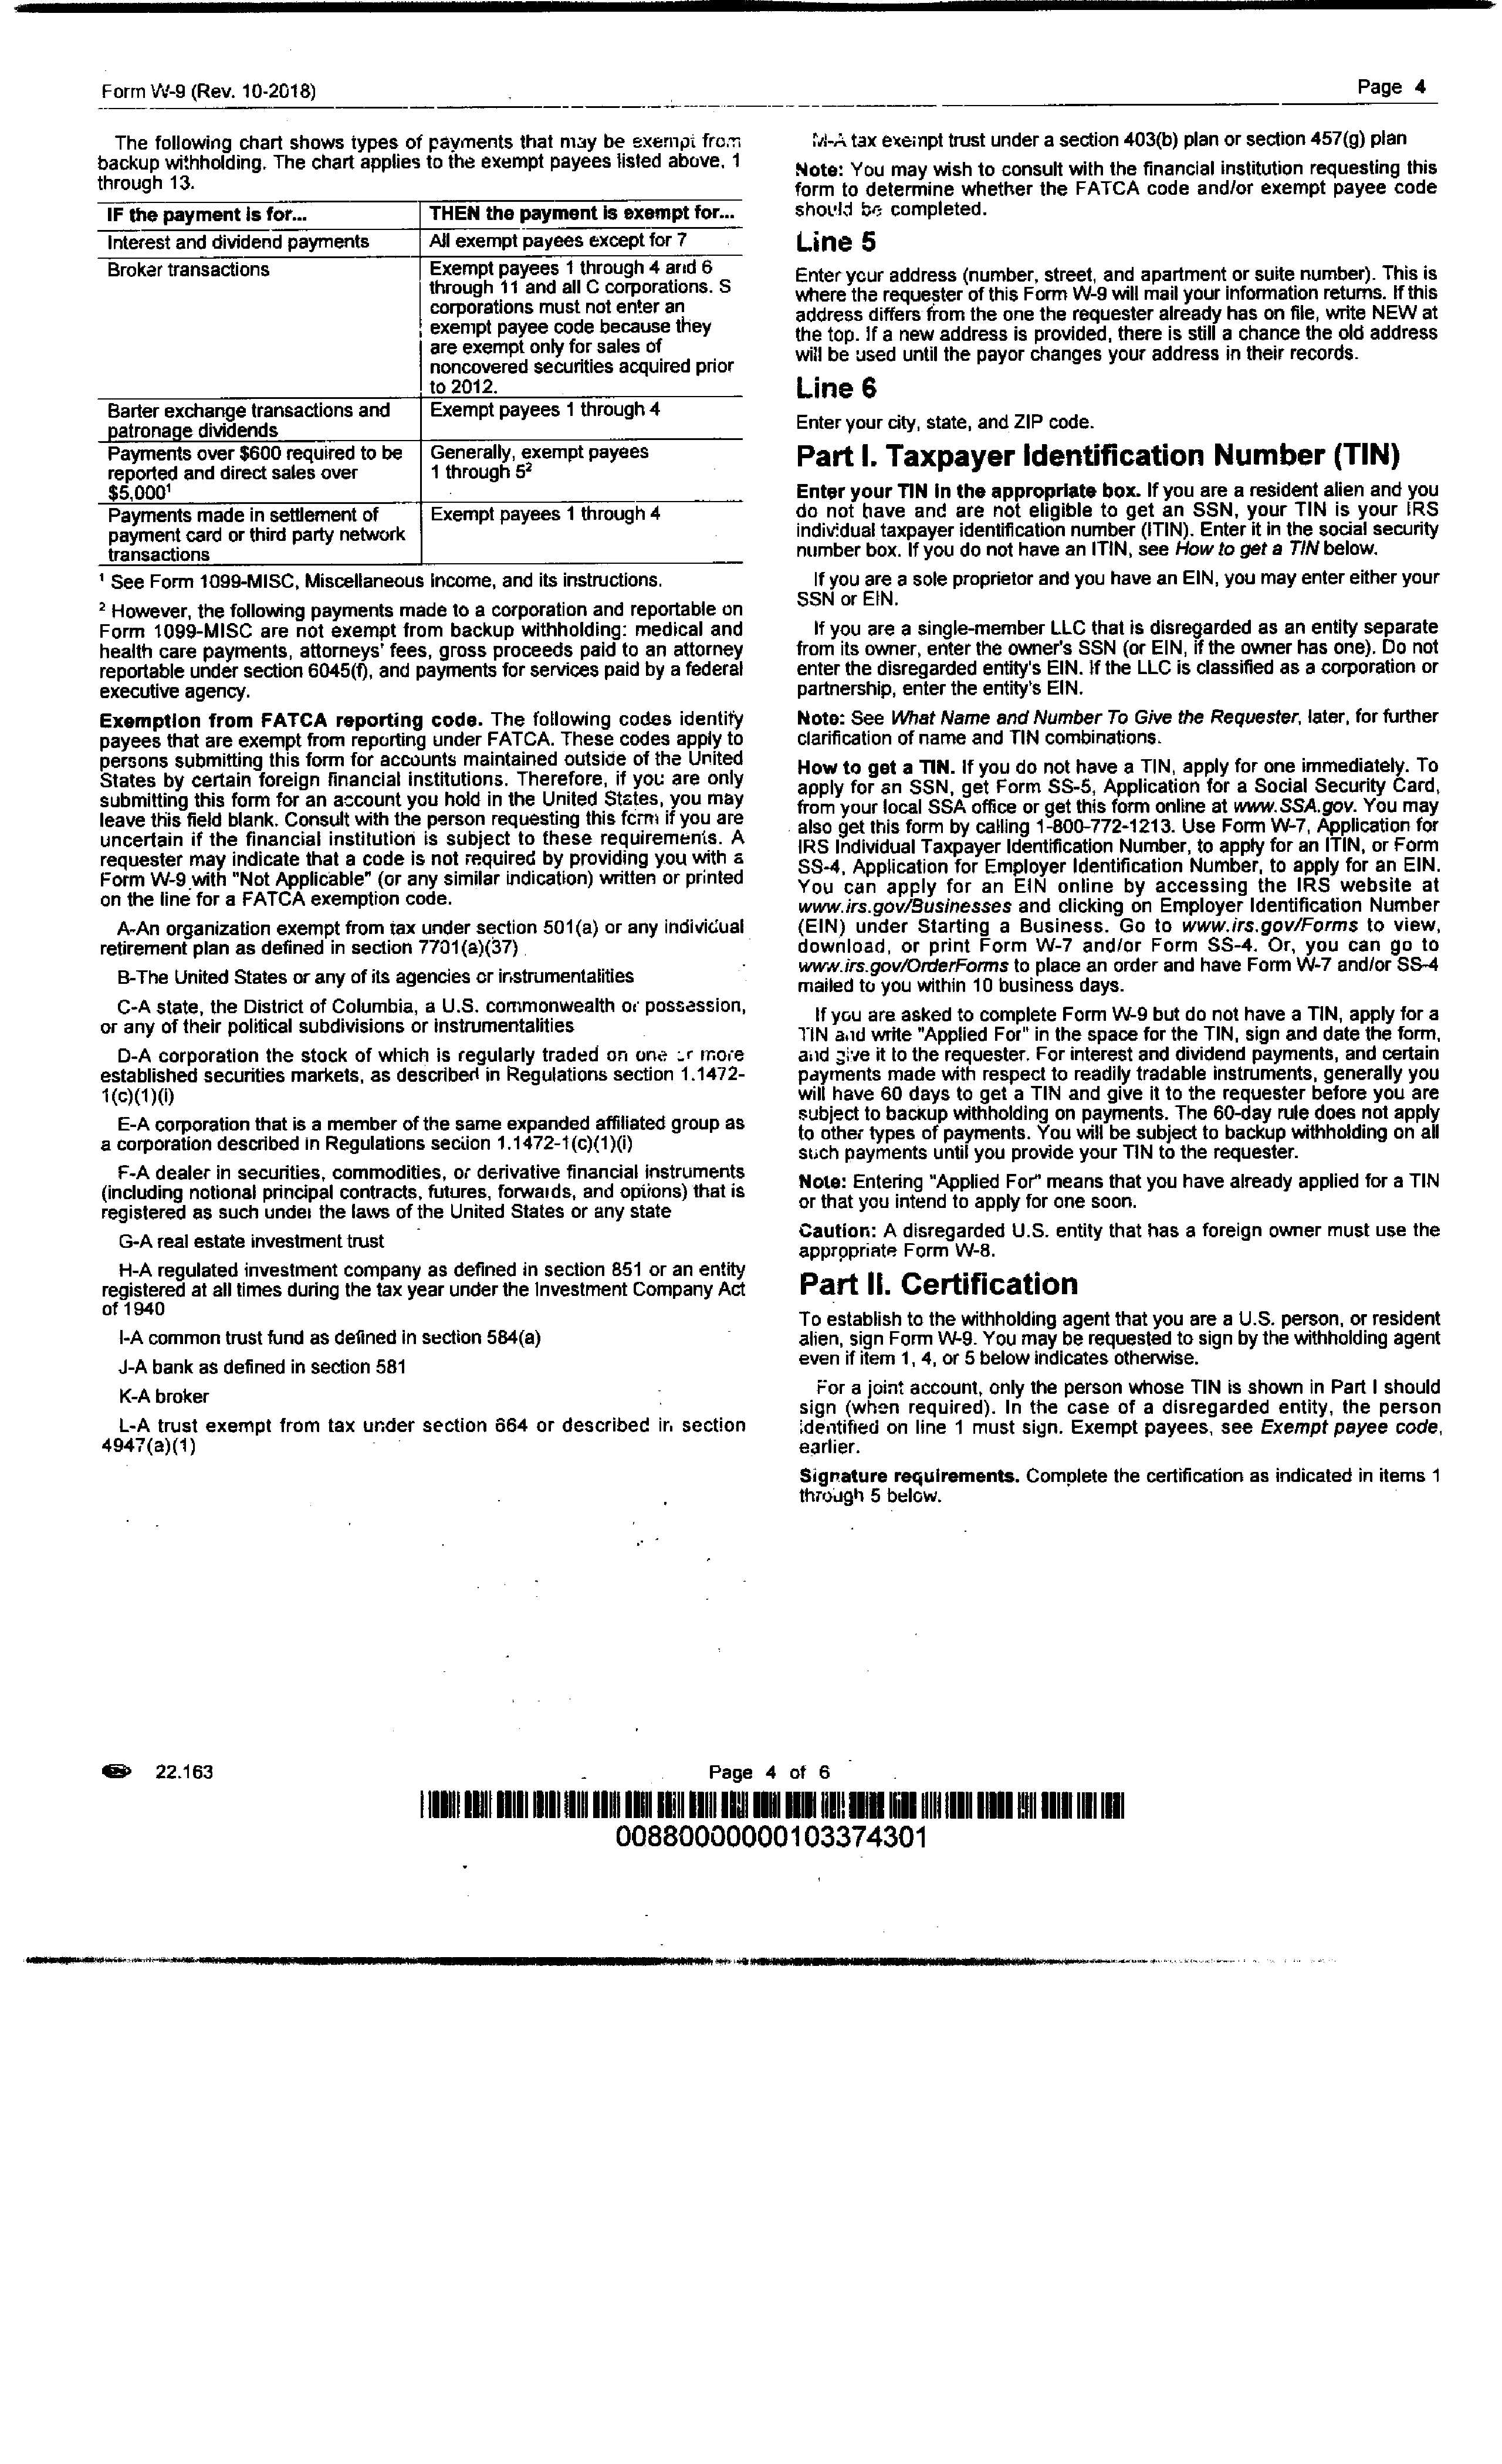 Form W-9 (Rev. 10-2018)
Page 4
The following chart shows types of payments that may be exempt from
backup withholding. The chart applies to the exempt payees listed above, 1
through 13.
IF the payment is for...
THEN the payment is exempt for...
Interest and dividend payments
All exempt payees except for 7
Broker transactions
Exempt payees 1 through 4 and 6
through 11 and all C corporations. S
corporations must not enter an
exempt payee code because they
are exempt only for sales of
noncovered securities acquired prior
to 2012.
Barter exchange transactions and
patronage dividends
Exempt payees 1 through 4
Payments over $600 required to be
reported and direct sales over
$5,000¹
Generally, exempt payees
1 through 5²
Payments made in settlement of
payment card or third party network
transactions
Exempt payees 1 through 4
¹ See Form 1099-MISC, Miscellaneous Income, and its instructions.
² However, the following payments made to a corporation and reportable on
Form 1099-MISC are not exempt from backup withholding: medical and
health care payments, attorneys' fees, gross proceeds paid to an attorney
reportable under section 6045(f), and payments for services paid by a federal
executive agency.
Exemption from FATCA reporting code. The following codes identify
payees that are exempt from reporting under FATCA. These codes apply to
persons submitting this form for accounts maintained outside of the United
States by certain foreign financial institutions. Therefore, if you are only
submitting this form for an account you hold in the United States, you may
leave this field blank. Consult with the person requesting this form if you are
uncertain if the financial institution is subject to these requirements. A
requester may indicate that a code is not required by providing you with a
Form W-9 with "Not Applicable" (or any similar indication) written or printed
on the line for a FATCA exemption code.
A-An organization exempt from tax under section 501(a) or any individual
retirement plan as defined in section 7701(a)(37)
B-The United States or any of its agencies or instrumentalities
C-A state, the District of Columbia, a U.S. commonwealth or possession,
or any of their political subdivisions or instrumentalities
D-A corporation the stock of which is regularly traded on one or more
established securities markets, as described in Regulations section 1.1472-
1(c)(1)(i)
E-A corporation that is a member of the same expanded affiliated group as
a corporation described in Regulations section 1.1472-1(c)(1)(i)
F-A dealer in securities, commodities, or derivative financial instruments
(including notional principal contracts, futures, forwards, and options) that is
registered as such under the laws of the United States or any state
G-A real estate investment trust
H-A regulated investment company as defined in section 851 or an entity
registered at all times during the tax year under the Investment Company Act
of 1940
I-A common trust fund as defined in section 584(a)
J-A bank as defined in section 581
K-A broker
L-A trust exempt from tax under section 664 or described in section
4947(a)(1)
M-A tax exempt trust under a section 403(b) plan or section 457(g) plan
Note: You may wish to consult with the financial institution requesting this
form to determine whether the FATCA code and/or exempt payee code
should be completed.
Line 5
Enter your address (number, street, and apartment or suite number). This is
where the requester of this Form W-9 will mail your information returns. If this
address differs from the one the requester already has on file, write NEW at
the top. If a new address is provided, there is still a chance the old address
will be used until the payor changes your address in their records.
Line 6
Enter your city, state, and ZIP code.
Part I. Taxpayer Identification Number (TIN)
Enter your TIN in the appropriate box. If you are a resident alien and you
do not have and are not eligible to get an SSN, your TIN is your IRS
individual taxpayer identification number (ITIN). Enter it in the social security
number box. If you do not have an ITIN, see How to get a TIN below.
If you are a sole proprietor and you have an EIN, you may enter either your
SSN or EIN.
If you are a single-member LLC that is disregarded as an entity separate
from its owner, enter the owner's SSN (or EIN, if the owner has one). Do not
enter the disregarded entity's EIN. If the LLC is classified as a corporation or
partnership, enter the entity's EIN.
Note: See What Name and Number To Give the Requester, later, for further
clarification of name and TIN combinations.
How to get a TIN. If you do not have a TIN, apply for one immediately. To
apply for an SSN, get Form SS-5, Application for a Social Security Card,
from your local SSA office or get this form online at www.SSA.gov. You may
also get this form by calling 1-800-772-1213. Use Form W-7, Application for
IRS Individual Taxpayer Identification Number, to apply for an ITIN, or Form
SS-4, Application for Employer Identification Number, to apply for an EIN.
You can apply for an EIN online by accessing the IRS website at
www.irs.gov/Businesses and clicking on Employer Identification Number
(EIN) under Starting a Business. Go to www.irs.gov/Forms to view,
download, or print Form W-7 and/or Form SS-4. Or, you can go to
www.irs.gov/OrderForms to place an order and have Form W-7 and/or SS-4
mailed to you within 10 business days.
If you are asked to complete Form W-9 but do not have a TIN, apply for a
TIN and write "Applied For" in the space for the TIN, sign and date the form,
and give it to the requester. For interest and dividend payments, and certain
payments made with respect to readily tradable instruments, generally you
will have 60 days to get a TIN and give it to the requester before you are
subject to backup withholding on payments. The 60-day rule does not apply
to other types of payments. You will be subject to backup withholding on all
such payments until you provide your TIN to the requester.
Note: Entering "Applied For" means that you have already applied for a TIN
or that you intend to apply for one soon.
Caution: A disregarded U.S. entity that has a foreign owner must use the
appropriate Form W-8.
Part II. Certification
To establish to the withholding agent that you are a U.S. person, or resident
alien, sign Form W-9. You may be requested to sign by the withholding agent
even if item 1, 4, or 5 below indicates otherwise.
For a joint account, only the person whose TIN is shown in Part I should
sign (when required). In the case of a disregarded entity, the person
identified on line 1 must sign. Exempt payees, see Exempt payee code,
earlier.
Signature requirements. Complete the certification as indicated in items 1
through 5 below.
22.163
Page 4 of 6
00880000000103374301